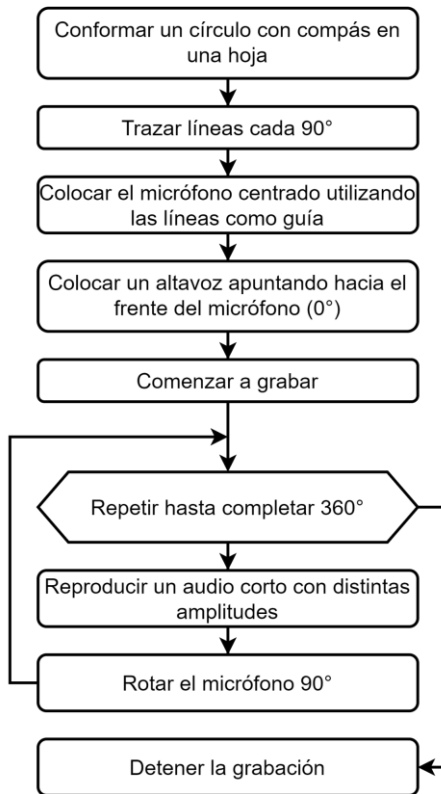 Conformar un círculo con compás en
una hoja
Trazar líneas cada 90°
Colocar el micrófono centrado utilizando
las líneas como guía
Colocar un altavoz apuntando hacia el
frente del micrófono (0°)
Comenzar a grabar
Repetir hasta completar 360°
Reproducir un audio corto con distintas
amplitudes
Rotar el micrófono 90°
Detener la grabación